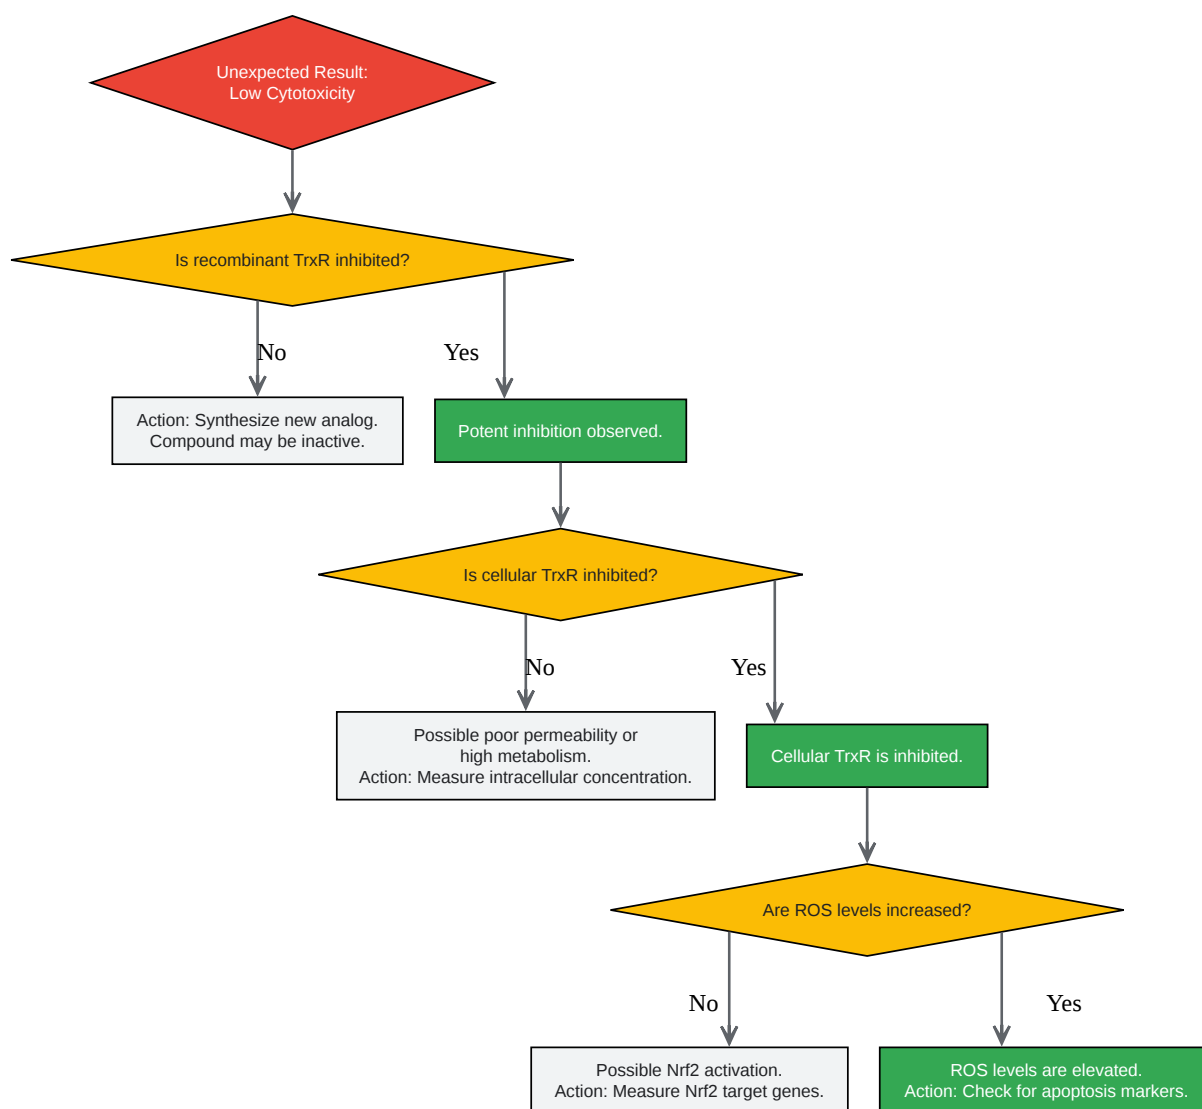 Unexpected Result:
Low Cytotoxicity
Is recombinant TrxR inhibited?
No
Yes
Action: Synthesize new analog.
Compound may be inactive.
Potent inhibition observed.
Is cellular TrxR inhibited?
No
Yes
Possible poor permeability or
high metabolism.
Action: Measure intracellular concentration.
Cellular TrxR is inhibited.
Are ROS levels increased?
No
Yes
Possible Nrf2 activation.
Action: Measure Nrf2 target genes.
ROS levels are elevated.
Action: Check for apoptosis markers.